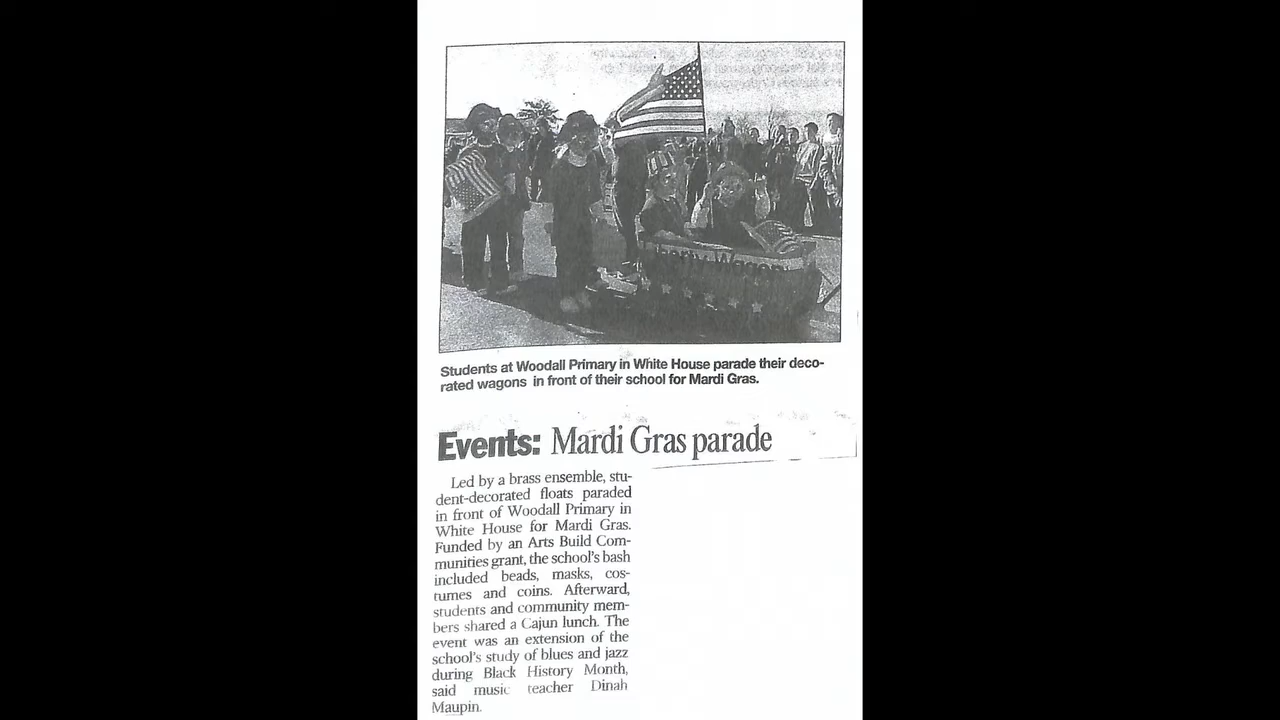 Liberty Wagon
Students at Woodall Primary in White House parade their deco-
rated wagons in front of their school for Mardi Gras.
Events: Mardi Gras parade
Led by a brass ensemble, stu-
dent-decorated floats paraded
in front of Woodall Primary in
White House for Mardi Gras.
Funded by an Arts Build Com-
munities grant, the school's bash
included beads, masks, cos-
tumes and coins. Afterward,
students and community mem-
bers shared a Cajun lunch. The
event was an extension of the
school's study of blues and jazz
during Black History Month,
said music teacher Dinah
Maupin.